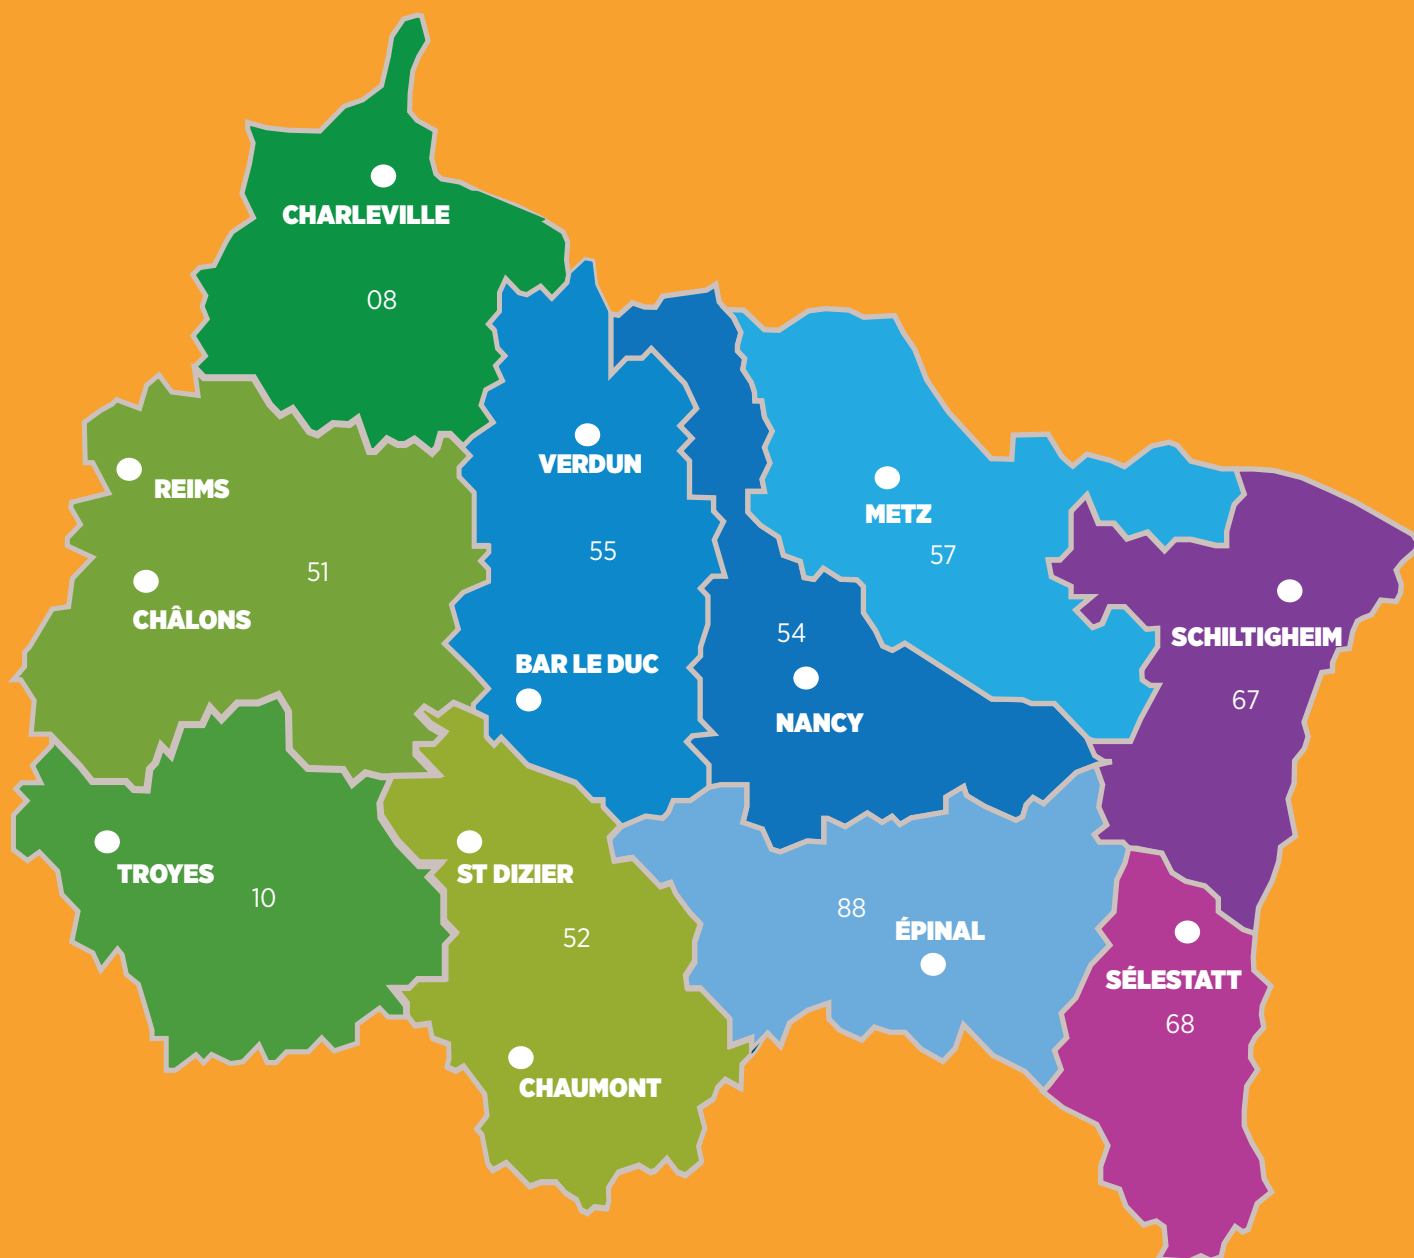 CHARLEVILLE
08
VERDUN
REIMS
METZ
55
57
51
CHÂLONS
54
SCHILTIGHEIM
BAR LE DUC
67
NANCY
TROYES
ST DIZIER
10
88
ÉPINAL
52
SÉLESTATT
68
CHAUMONT